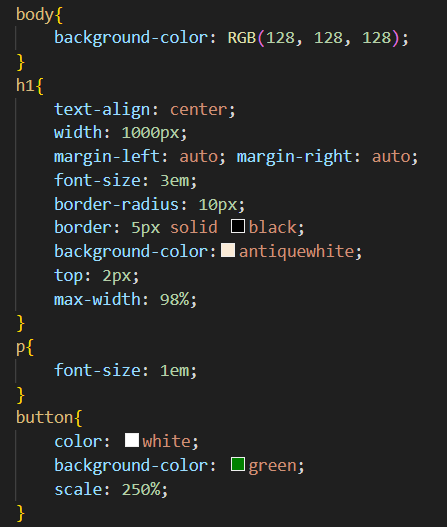 body{
    background-color: RGB(128, 128, 128);
}
h1{
    text-align: center;
    width: 1000px;
    margin-left: auto; margin-right: auto;
    font-size: 3em;
    border-radius: 10px;
    border: 5px solid black;
    background-color: antiquewhite;
    top: 2px;
    max-width: 98%;
}
p{
    font-size: 1em;
}
button{
    color: white;
    background-color: green;
    scale: 250%;
}